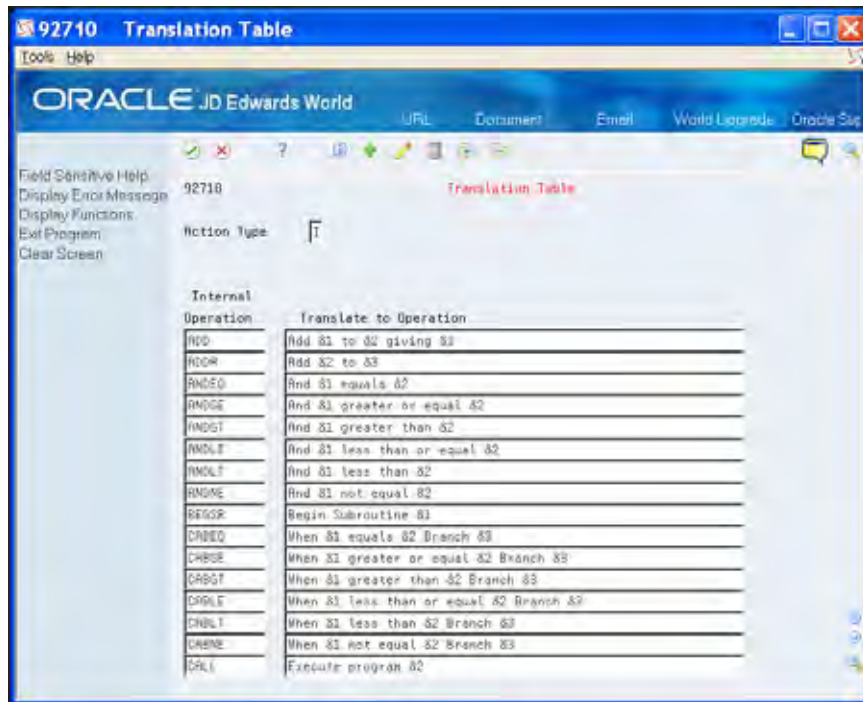 92710 Translation Table
Tools Help
ORACLE JD Edwards World
URL Document Email World Upgrade Oracle
Field Sensitive Help
Display Error Message
Display Functions
Exit Program
Clear Screen
92710 Translation Table
Action Type I
Internal
Operation Translate to Operation
ADD Add &1 to &2 giving &3
ADDR Add &2 to &3
ANDEQ And &1 equals &2
ANDGE And &1 greater or equal &2
ANDGT And &1 greater than &2
ANDLE And &1 less than or equal &2
ANDLT And &1 less than &2
ANDNE And &1 not equal &2
BEGSR Begin Subroutine &1
CABEQ When &1 equals &2 Branch &3
CABGE When &1 greater or equal &2 Branch &3
CABGT When &1 greater than &2 Branch &3
CABLE When &1 less than or equal &2 Branch &3
CABLT When &1 less than &2 Branch &3
CABNE When &1 not equal &2 Branch &3
CALL Execute program &2